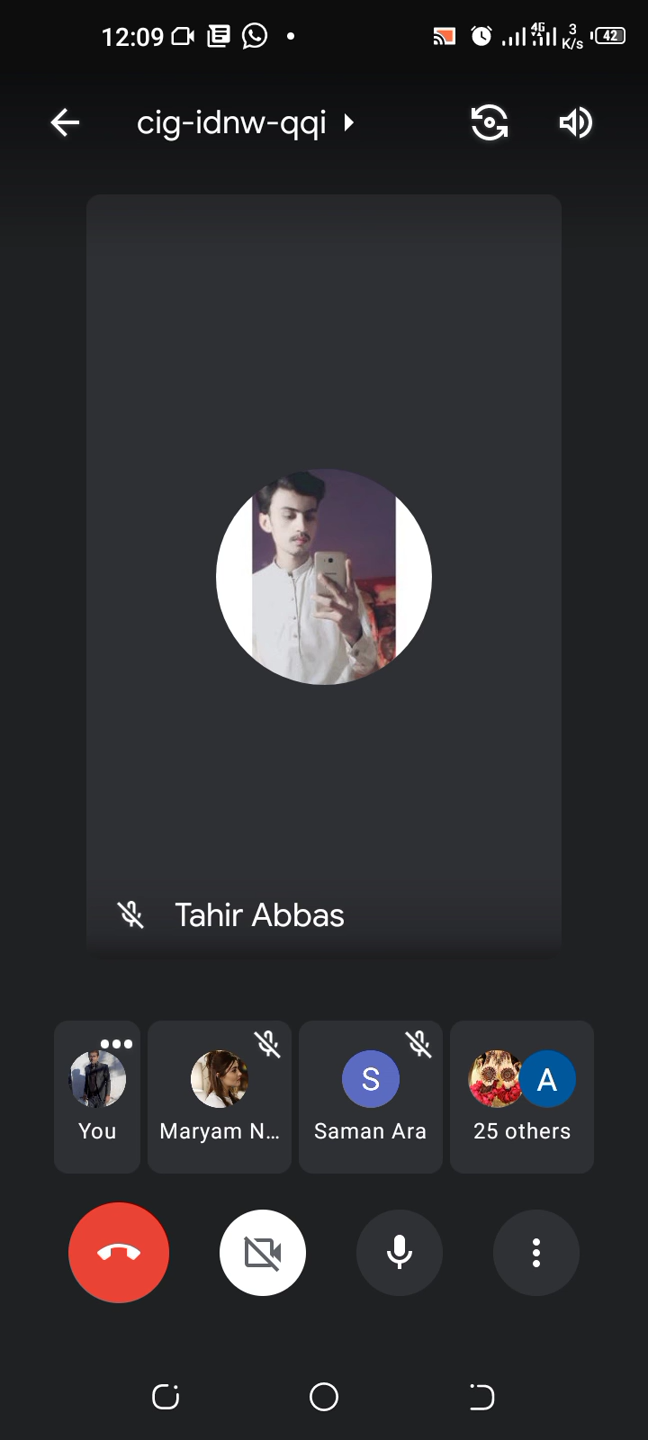 12:09
4G
3
K/s
42
cig-idnw-qqi
Tahir Abbas
You
Maryam N...
S
Saman Ara
A
25 others